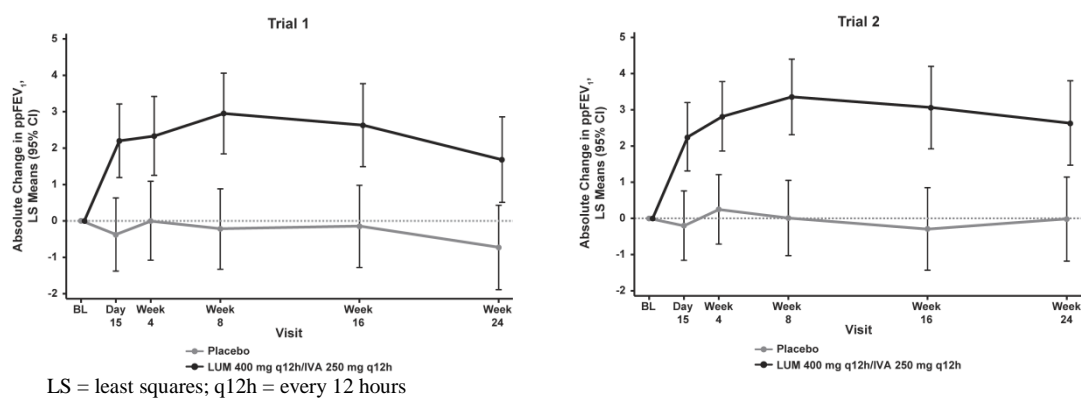 Trial 1
Absolute Change in ppFEV1,
LS Means (95% CI)
5
4
3
2
1
0
-1
-2
BL
Day
15
Week
4
Week
8
Week
16
Week
24
Visit
Placebo
LUM 400 mg q12h/IVA 250 mg q12h
Trial 2
Absolute Change in ppFEV1,
LS Means (95% CI)
5
4
3
2
1
0
-1
-2
BL
Day
15
Week
4
Week
8
Week
16
Week
24
Visit
Placebo
LUM 400 mg q12h/IVA 250 mg q12h
LS = least squares; q12h = every 12 hours